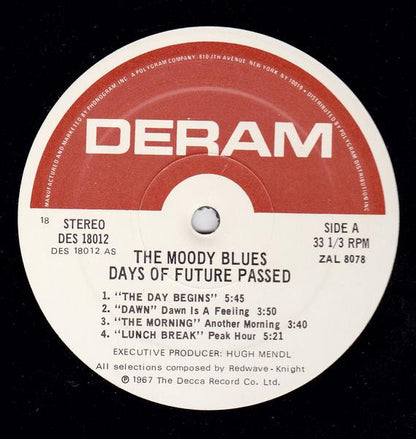 MANUFACTURED AND MARKETED BY PHONOGRAM, INC. A POLYGRAM COMPANY. 810 7TH AVENUE, NEW YORK, NY 10019 • DISTRIBUTED BY POLYGRAM DISTRIBUTION INC
DERAM
18
STEREO
DES 18012
DES 18012 AS
SIDE A
33 1/3 RPM
ZAL 8078
THE MOODY BLUES
DAYS OF FUTURE PASSED
1. "THE DAY BEGINS" 5:45
2. "DAWN" Dawn Is A Feeling 3:50
3. "THE MORNING" Another Morning 3:40
4. "LUNCH BREAK" Peak Hour 5:21
EXECUTIVE PRODUCER: HUGH MENDL
All selections composed by Redwave-Knight
℗ 1967 The Decca Record Co. Ltd.